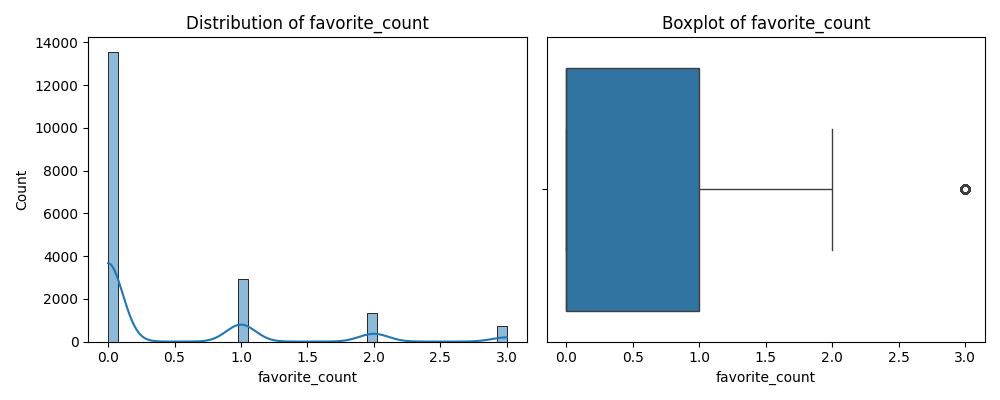 Distribution of favorite_count
14000
12000
10000
8000
6000
4000
2000
0
Count
0.0 0.5 1.0 1.5 2.0 2.5 3.0
favorite_count
Boxplot of favorite_count
0.0 0.5 1.0 1.5 2.0 2.5 3.0
favorite_count